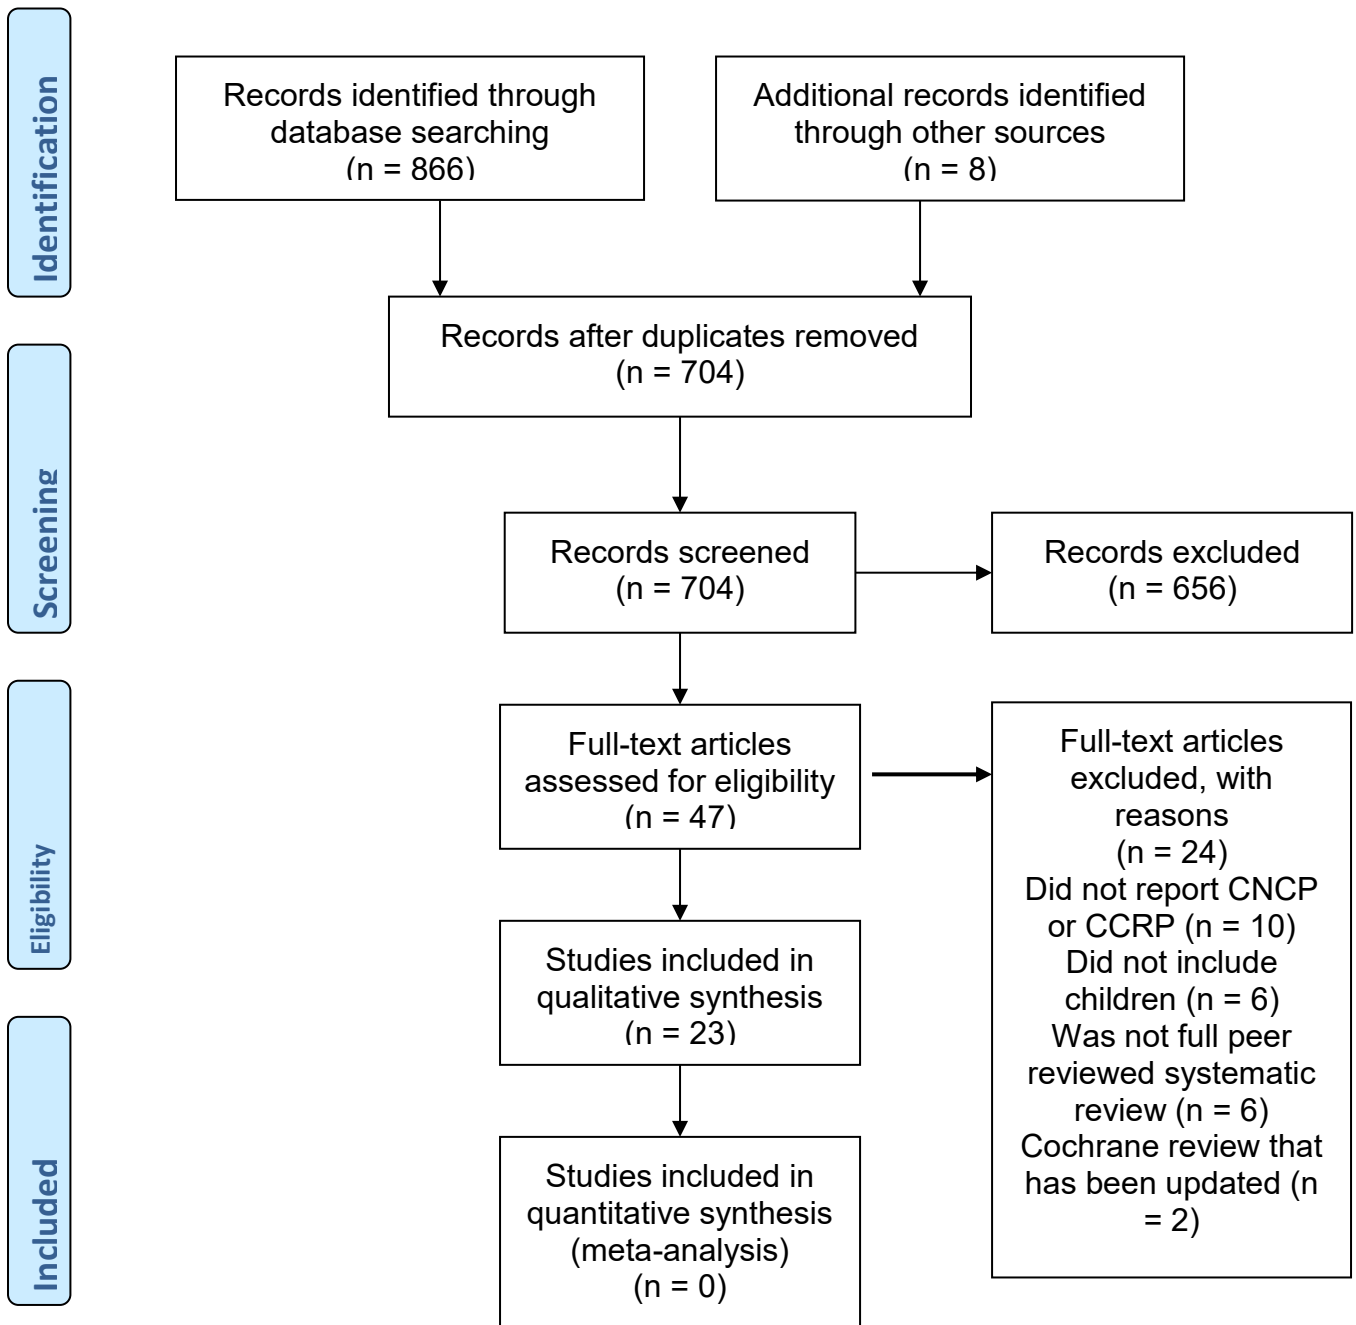 Identification
Records identified through
database searching
(n = 866)
Additional records identified
through other sources
(n = 8)
Records after duplicates removed
(n = 704)
Screening
Records screened
(n = 704)
Records excluded
(n = 656)
Eligibility
Full-text articles
assessed for eligibility
(n = 47)
Full-text articles
excluded, with
reasons
(n = 24)
Did not report CNCP
or CCRP (n = 10)
Did not include
children (n = 6)
Was not full peer
reviewed systematic
review (n = 6)
Cochrane review that
has been updated (n
= 2)
Studies included in
qualitative synthesis
(n = 23)
Included
Studies included in
quantitative synthesis
(meta-analysis)
(n = 0)